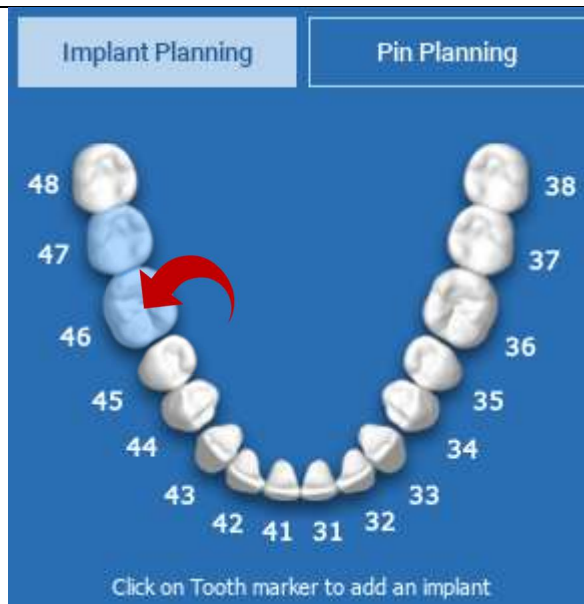 Implant Planning Pin Planning
48 38
47 37
46 36
45 35
44 34
43 33
42 41 31 32
Click on Tooth marker to add an implant